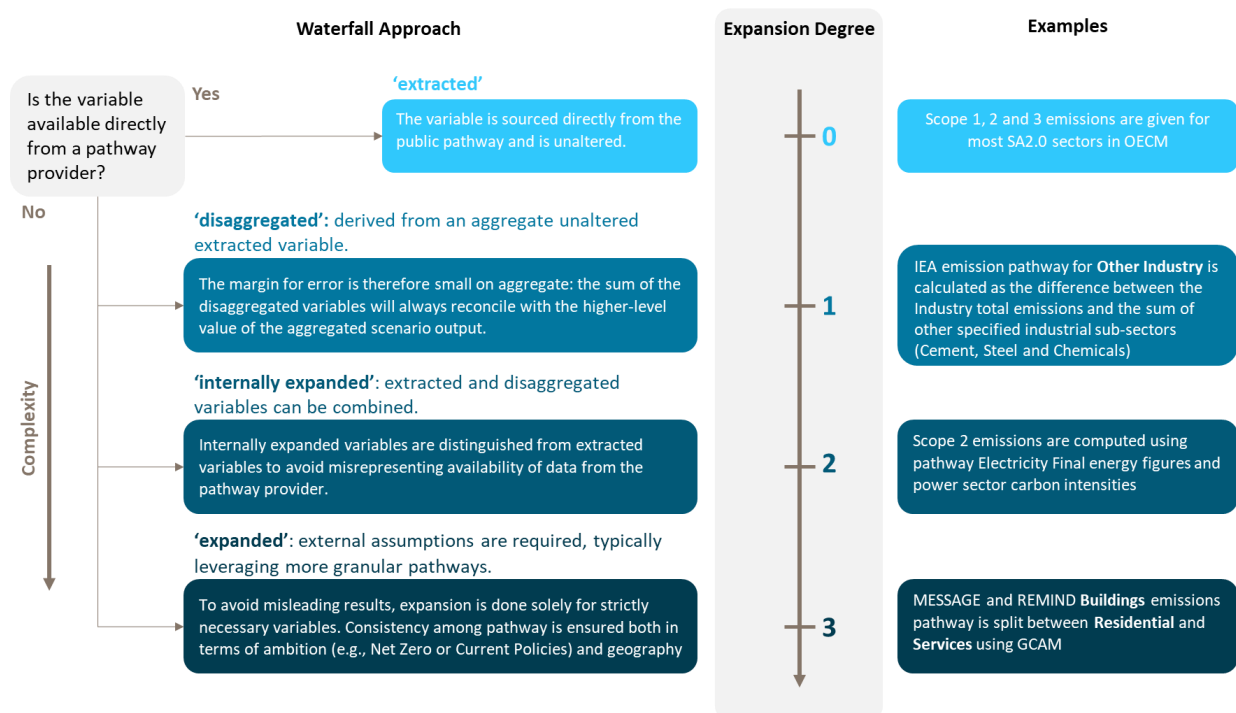 Waterfall Approach
Expansion Degree
Examples
Is the variable
available directly
from a pathway
provider?
Yes
No
Complexity
‘extracted’
The variable is sourced directly from the
public pathway and is unaltered.
0
Scope 1, 2 and 3 emissions are given for
most SA2.0 sectors in OECM
‘disaggregated’: derived from an aggregate unaltered
extracted variable.
The margin for error is therefore small on aggregate: the sum of the
disaggregated variables will always reconcile with the higher-level
value of the aggregated scenario output.
1
IEA emission pathway for Other Industry is
calculated as the difference between the
Industry total emissions and the sum of
other specified industrial sub-sectors
(Cement, Steel and Chemicals)
‘internally expanded’: extracted and disaggregated
variables can be combined.
Internally expanded variables are distinguished from extracted
variables to avoid misrepresenting availability of data from the
pathway provider.
2
Scope 2 emissions are computed using
pathway Electricity Final energy figures and
power sector carbon intensities
‘expanded’: external assumptions are required, typically
leveraging more granular pathways.
To avoid misleading results, expansion is done solely for strictly
necessary variables. Consistency among pathway is ensured both in
terms of ambition (e.g., Net Zero or Current Policies) and geography
3
MESSAGE and REMIND Buildings emissions
pathway is split between Residential and
Services using GCAM